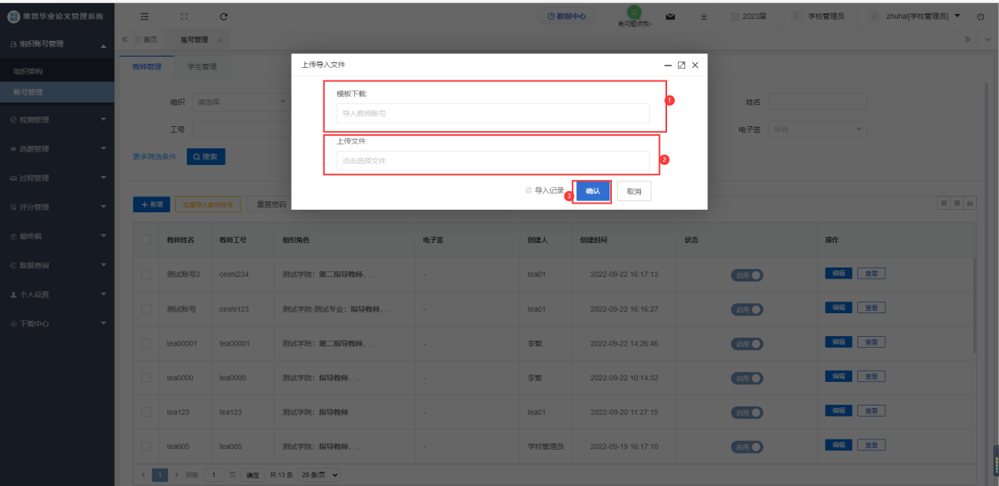 维普毕业论文管理系统
数据中心
有问题点我~
2023届
学校管理员
zhuhai[学校管理员]
组织账号管理
首页
账号管理
组织架构
账号管理
检测管理
选题管理
过程管理
评分管理
最终稿
数据查询
个人设置
下载中心
教师管理
学生管理
组织
请选择
姓名
工号
电子签
所有
更多筛选条件
搜索
上传导入文件
模板下载:
导入教师账号
1
上传文件:
点击选择文件
2
导入记录
3
确认
取消
新增
批量导入教师账号
重置密码
教师姓名 教师工号 组织角色 电子签 创建人 创建时间 状态 操作
测试账号2 ceshi234 测试学院：第二指导教师，... - tea01 2022-09-22 16:17:13 启用 编辑 查看
测试账号 ceshi123 测试学院-测试专业：指导教师，... - tea01 2022-09-22 16:16:27 启用 编辑 查看
tea00001 tea00001 测试学院：第二指导教师，... - 李繁 2022-09-22 14:26:46 启用 编辑 查看
tea0000 tea0000 测试学院：指导教师，... - 李繁 2022-09-22 10:14:52 启用 编辑 查看
tea123 tea123 测试学院：指导教师 - tea01 2022-09-20 11:27:15 启用 编辑 查看
tea005 tea005 测试学院：指导教师，... - 学校管理员 2022-09-19 16:17:10 启用 编辑 查看
1 到第 1 页 确定 共 13 条 20 条/页